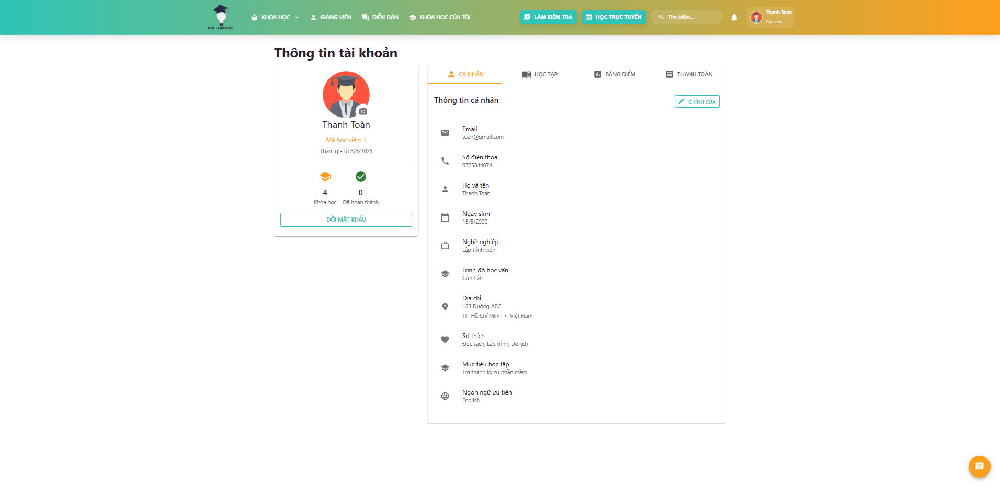 DNC LEARNING
KHÓA HỌC
GIẢNG VIÊN
DIỄN ĐÀN
KHÓA HỌC CỦA TÔI
LÀM KIỂM TRA
HỌC TRỰC TUYẾN
Tìm kiếm...
Thanh Toàn
Học viên
Thông tin tài khoản
Thanh Toàn
Mã học viên: 1
Tham gia từ 8/3/2025
4
Khóa học
0
Đã hoàn thành
ĐỔI MẬT KHẨU
CÁ NHÂN
HỌC TẬP
BẢNG ĐIỂM
THANH TOÁN
Thông tin cá nhân
CHỈNH SỬA
Email
toan@gmail.com
Số điện thoại
0775844074
Họ và tên
Thanh Toàn
Ngày sinh
15/5/2000
Nghề nghiệp
Lập trình viên
Trình độ học vấn
Cử nhân
Địa chỉ
123 Đường ABC
TP. Hồ Chí Minh • Việt Nam
Sở thích
Đọc sách, Lập trình, Du lịch
Mục tiêu học tập
Trở thành kỹ sư phần mềm
Ngôn ngữ ưu tiên
English